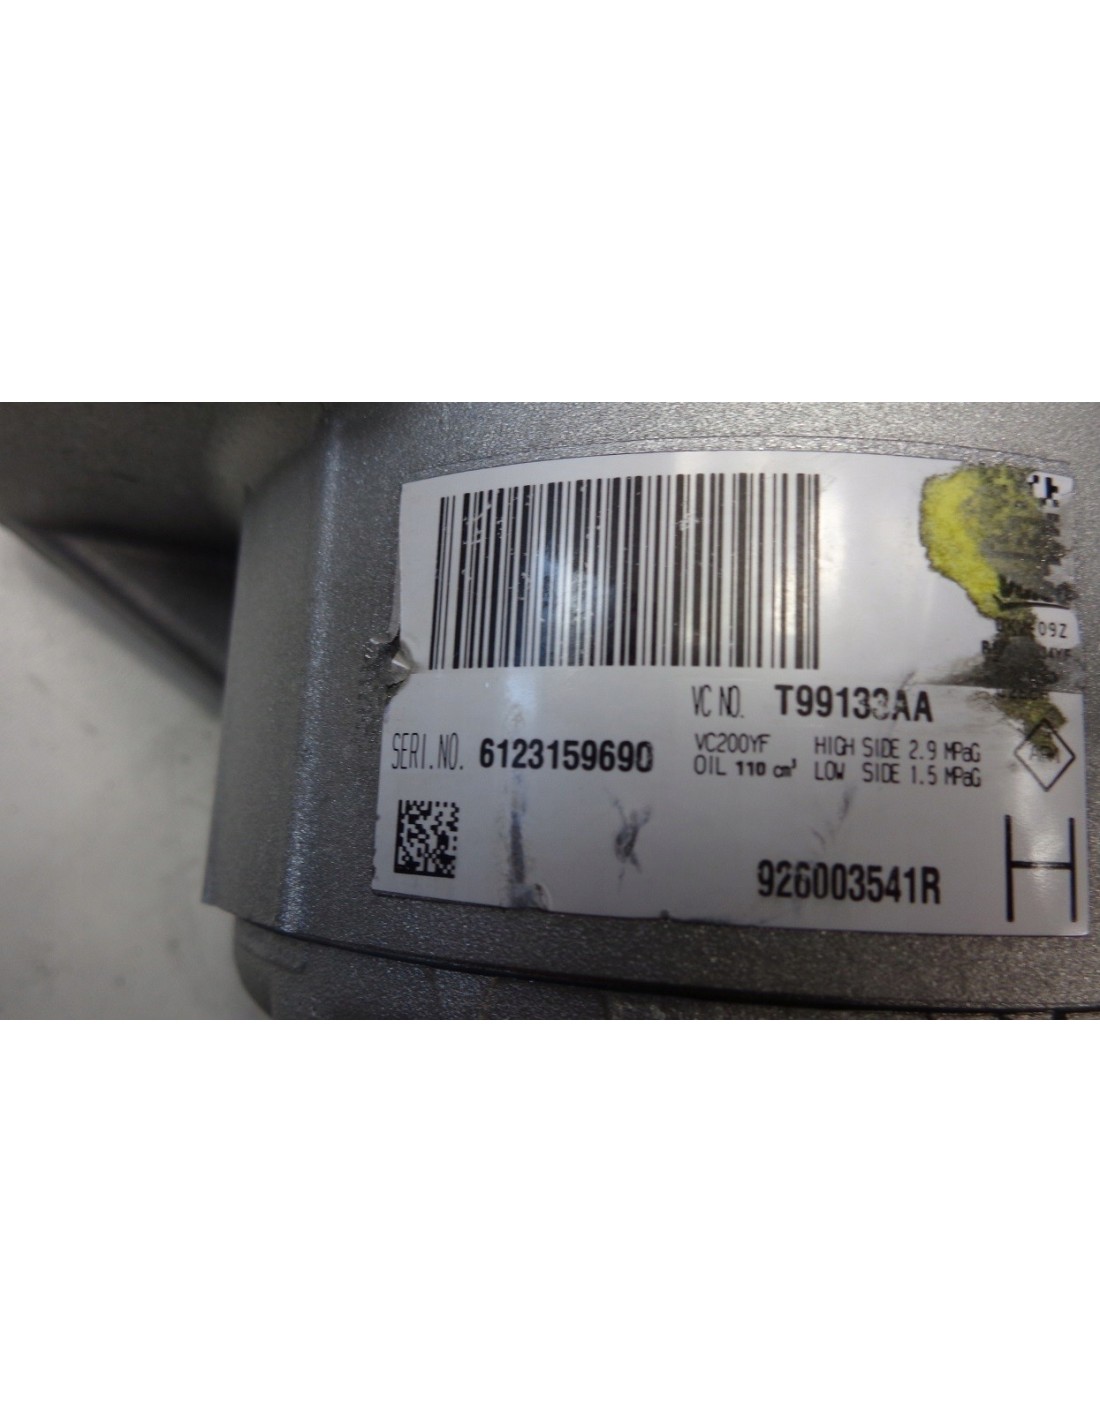 09Z
VC NO. T99133AA
SERI.NO. 6123159690
VC200YF HIGH SIDE 2.9 MPaG
OIL 110 cm³ LOW SIDE 1.5 MPaG
926003541R
H